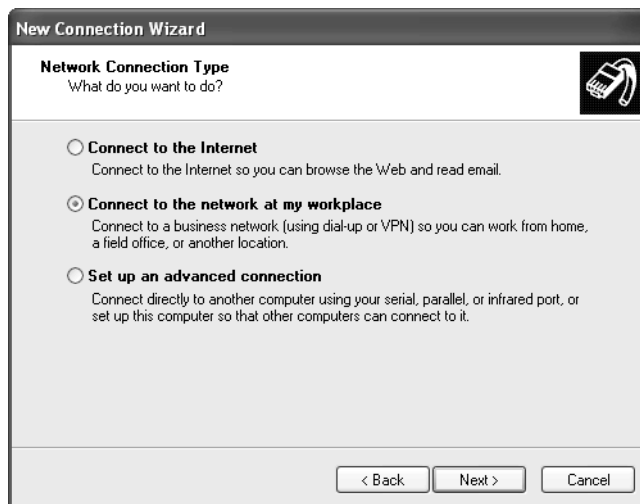 New Connection Wizard
Network Connection Type
What do you want to do?
Connect to the Internet
Connect to the Internet so you can browse the Web and read email.
Connect to the network at my workplace
Connect to a business network (using dial-up or VPN) so you can work from home,
a field office, or another location.
Set up an advanced connection
Connect directly to another computer using your serial, parallel, or infrared port, or
set up this computer so that other computers can connect to it.
< Back Next > Cancel